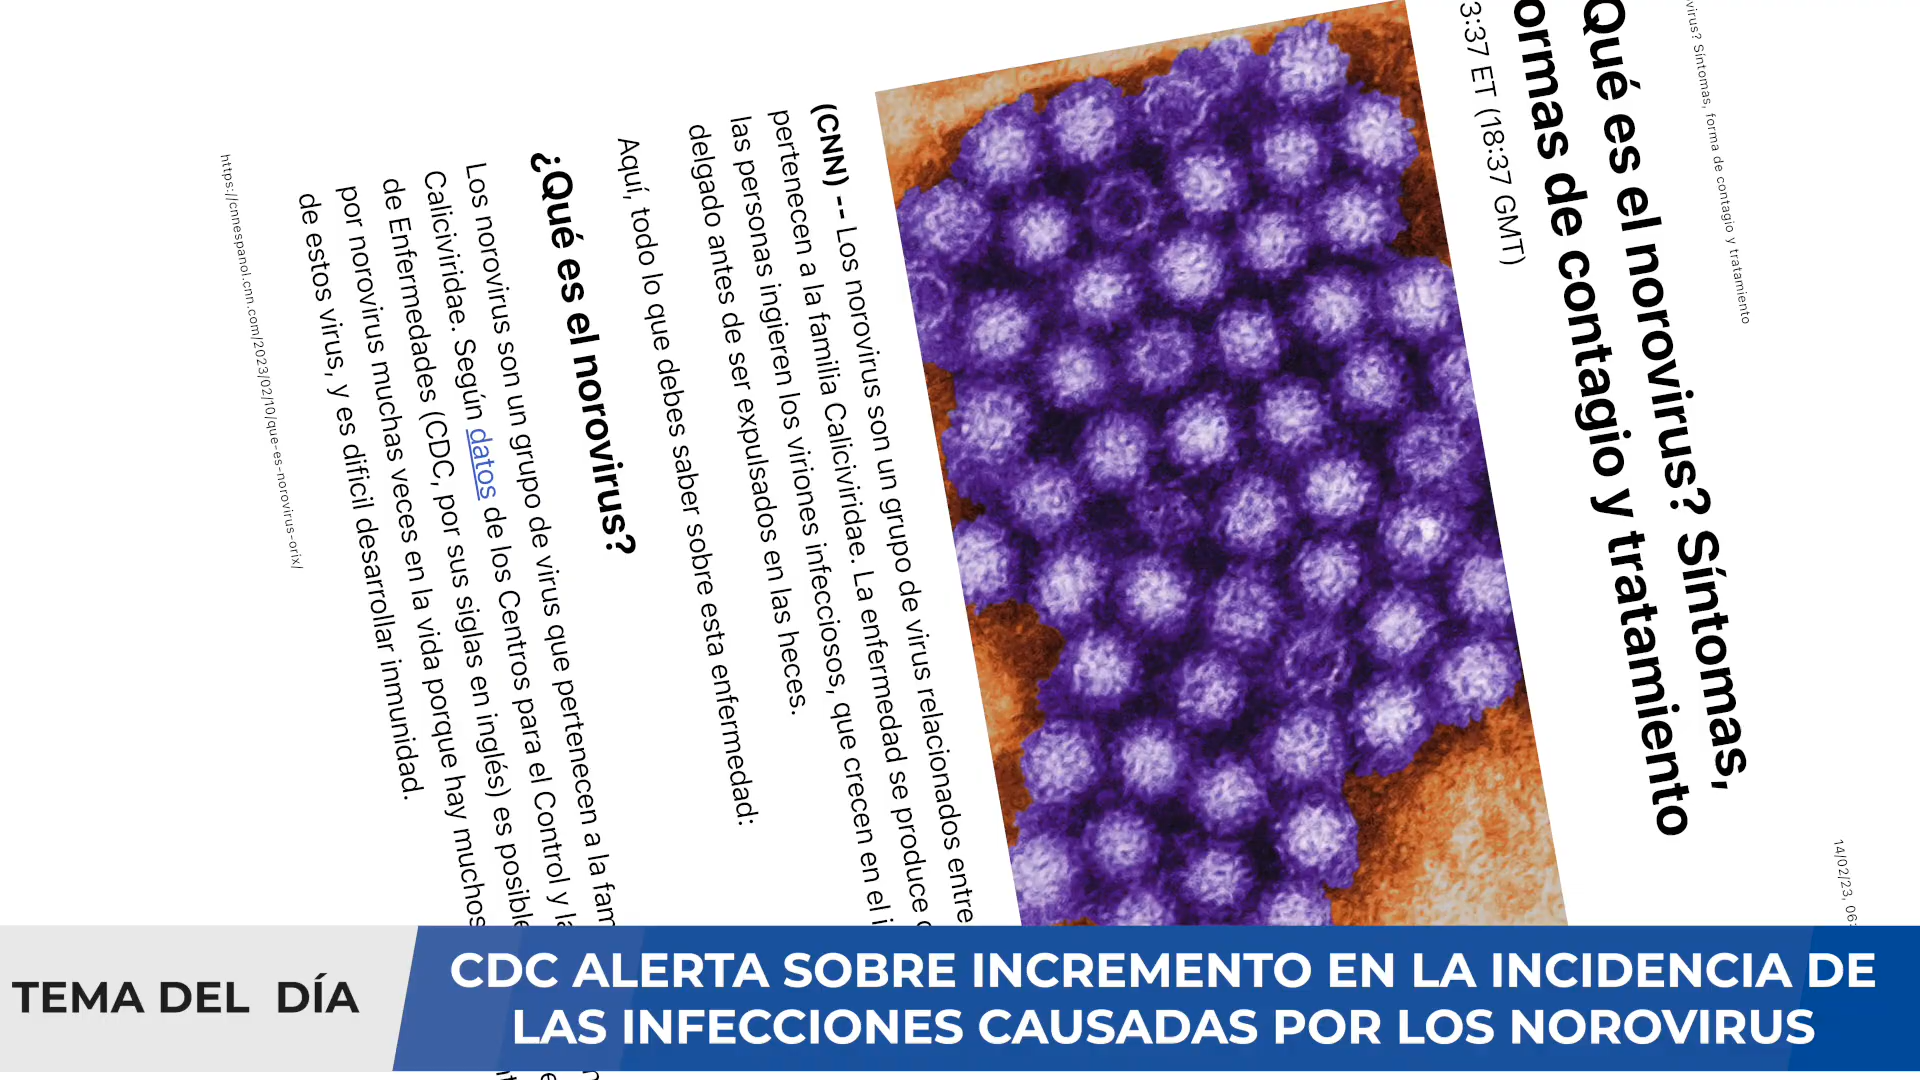 virus? Síntomas, forma de contagio y tratamiento
14/02/23, 06:
Qué es el norovirus? Síntomas,
ormas de contagio y tratamiento
3:37 ET (18:37 GMT)
(CNN) -- Los norovirus son un grupo de virus relacionados entre
pertenecen a la familia Caliciviridae. La enfermedad se produce
las personas ingieren los viriones infecciosos, que crecen en el i
delgado antes de ser expulsados en las heces.
Aquí, todo lo que debes saber sobre esta enfermedad:
¿Qué es el norovirus?
Los norovirus son un grupo de virus que pertenecen a la fam
Caliciviridae. Según datos de los Centros para el Control y la
de Enfermedades (CDC, por sus siglas en inglés) es posible
por norovirus muchas veces en la vida porque hay muchos
de estos virus, y es difícil desarrollar inmunidad.
https://cnnespanol.cnn.com/2023/02/10/que-es-norovirus-orix/
TEMA DEL DÍA
CDC ALERTA SOBRE INCREMENTO EN LA INCIDENCIA DE
LAS INFECCIONES CAUSADAS POR LOS NOROVIRUS